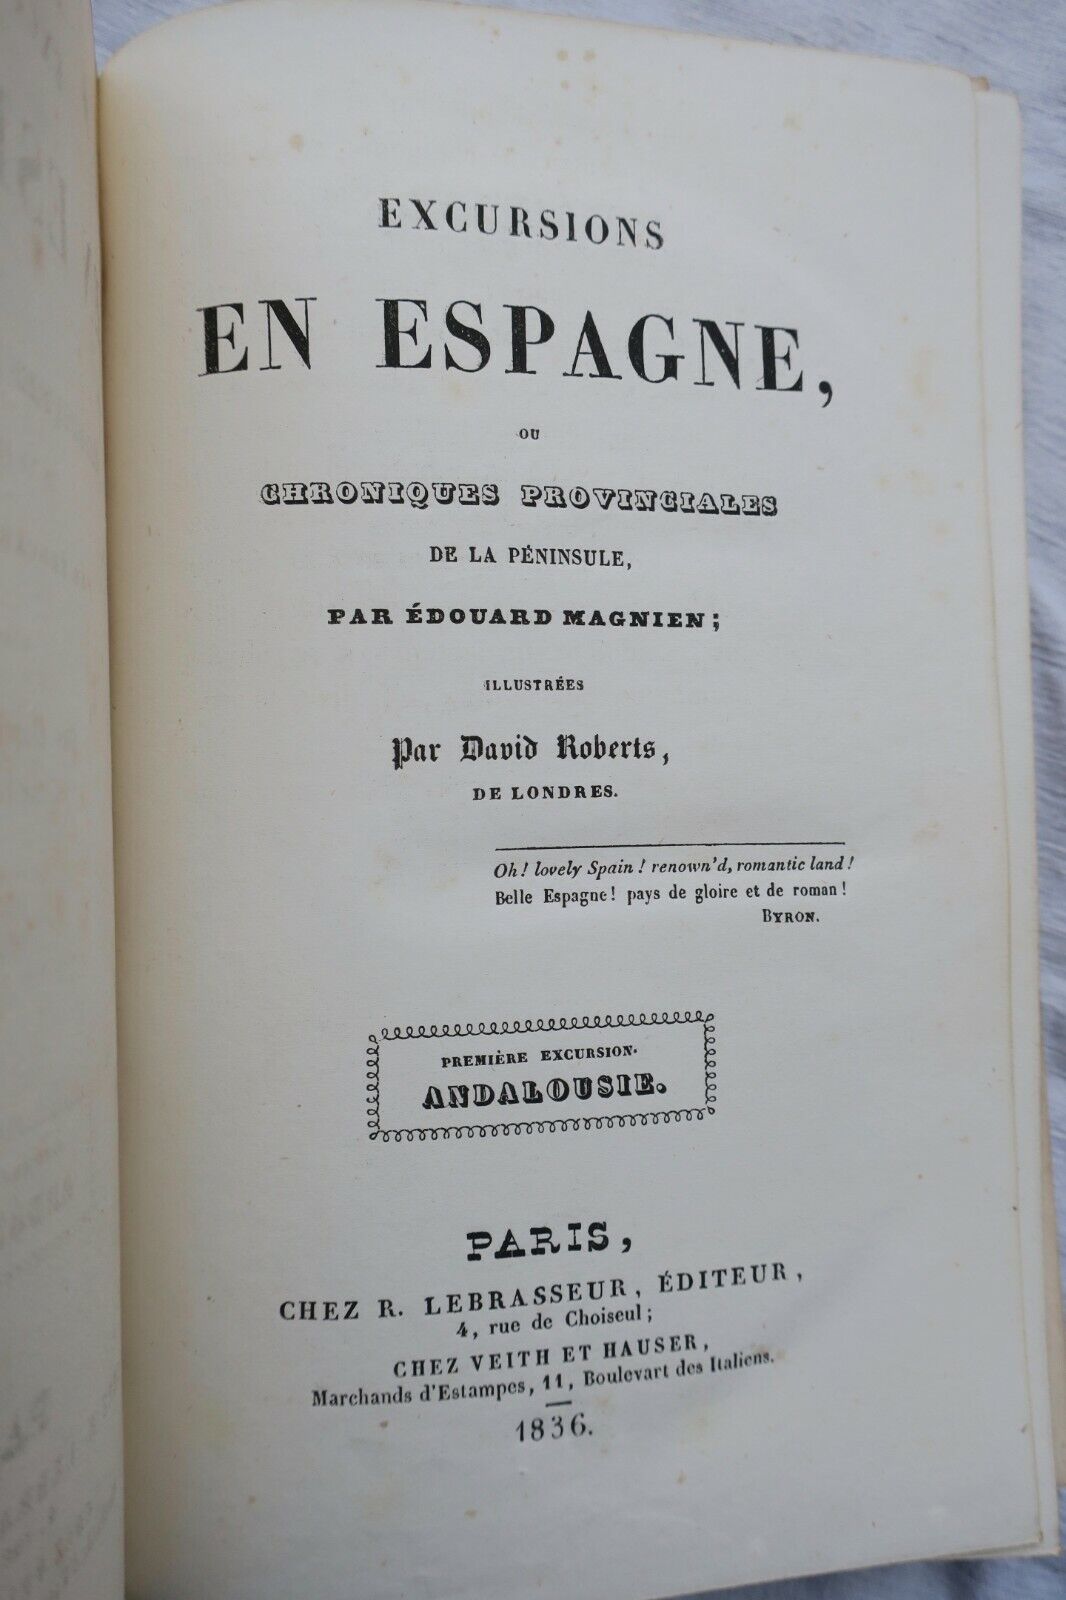 EXCURSIONS
EN ESPAGNE,
OU
CHRONIQUES PROVINCIALES
DE LA PÉNINSULE,
PAR ÉDOUARD MAGNIEN;
ILLUSTRÉES
Par David Roberts,
DE LONDRES.
Oh! lovely Spain! renown'd, romantic land!
Belle Espagne! pays de gloire et de roman!
BYRON.
PREMIÈRE EXCURSION.
ANDALOUSIE.
PARIS,
CHEZ R. LEBRASSEUR, ÉDITEUR,
4, rue de Choiseul;
CHEZ VEITH ET HAUSER,
Marchands d'Estampes, 11, Boulevart des Italiens.
1836.